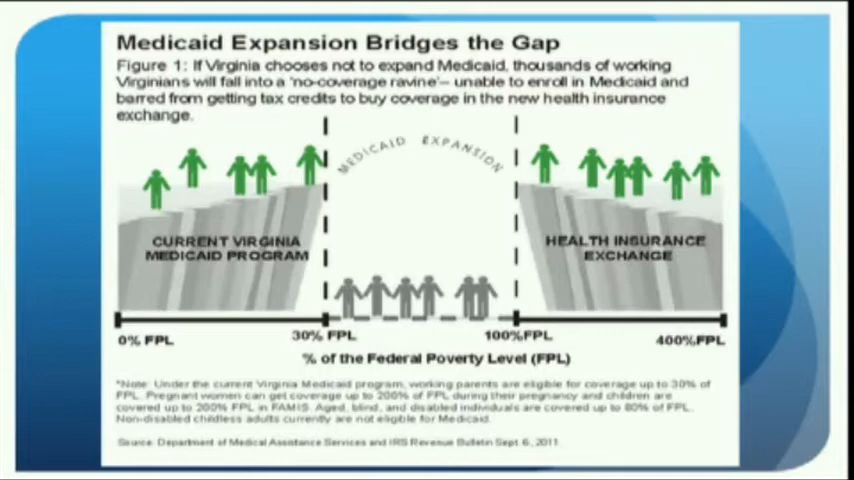 Medicaid Expansion Bridges the Gap
Figure 1: If Virginia chooses not to expand Medicaid, thousands of working
Virginians will fall into a 'no-coverage ravine'– unable to enroll in Medicaid and
barred from getting tax credits to buy coverage in the new health insurance
exchange.
MEDICAID EXPANSION
CURRENT VIRGINIA
MEDICAID PROGRAM
HEALTH INSURANCE
EXCHANGE
0% FPL
30% FPL
100%FPL
400%FPL
% of the Federal Poverty Level (FPL)
*Note: Under the current Virginia Medicaid program, working parents are eligible for coverage up to 30% of
FPL. Pregnant women can get coverage up to 200% of FPL during their pregnancy and children are
covered up to 200% FPL in FAMIS. Aged, blind, and disabled individuals are covered up to 80% of FPL.
Non-disabled childless adults currently are not eligible for Medicaid.
Source: Department of Medical Assistance Services and IRS Revenue Bulletin Sept. 6, 2011.